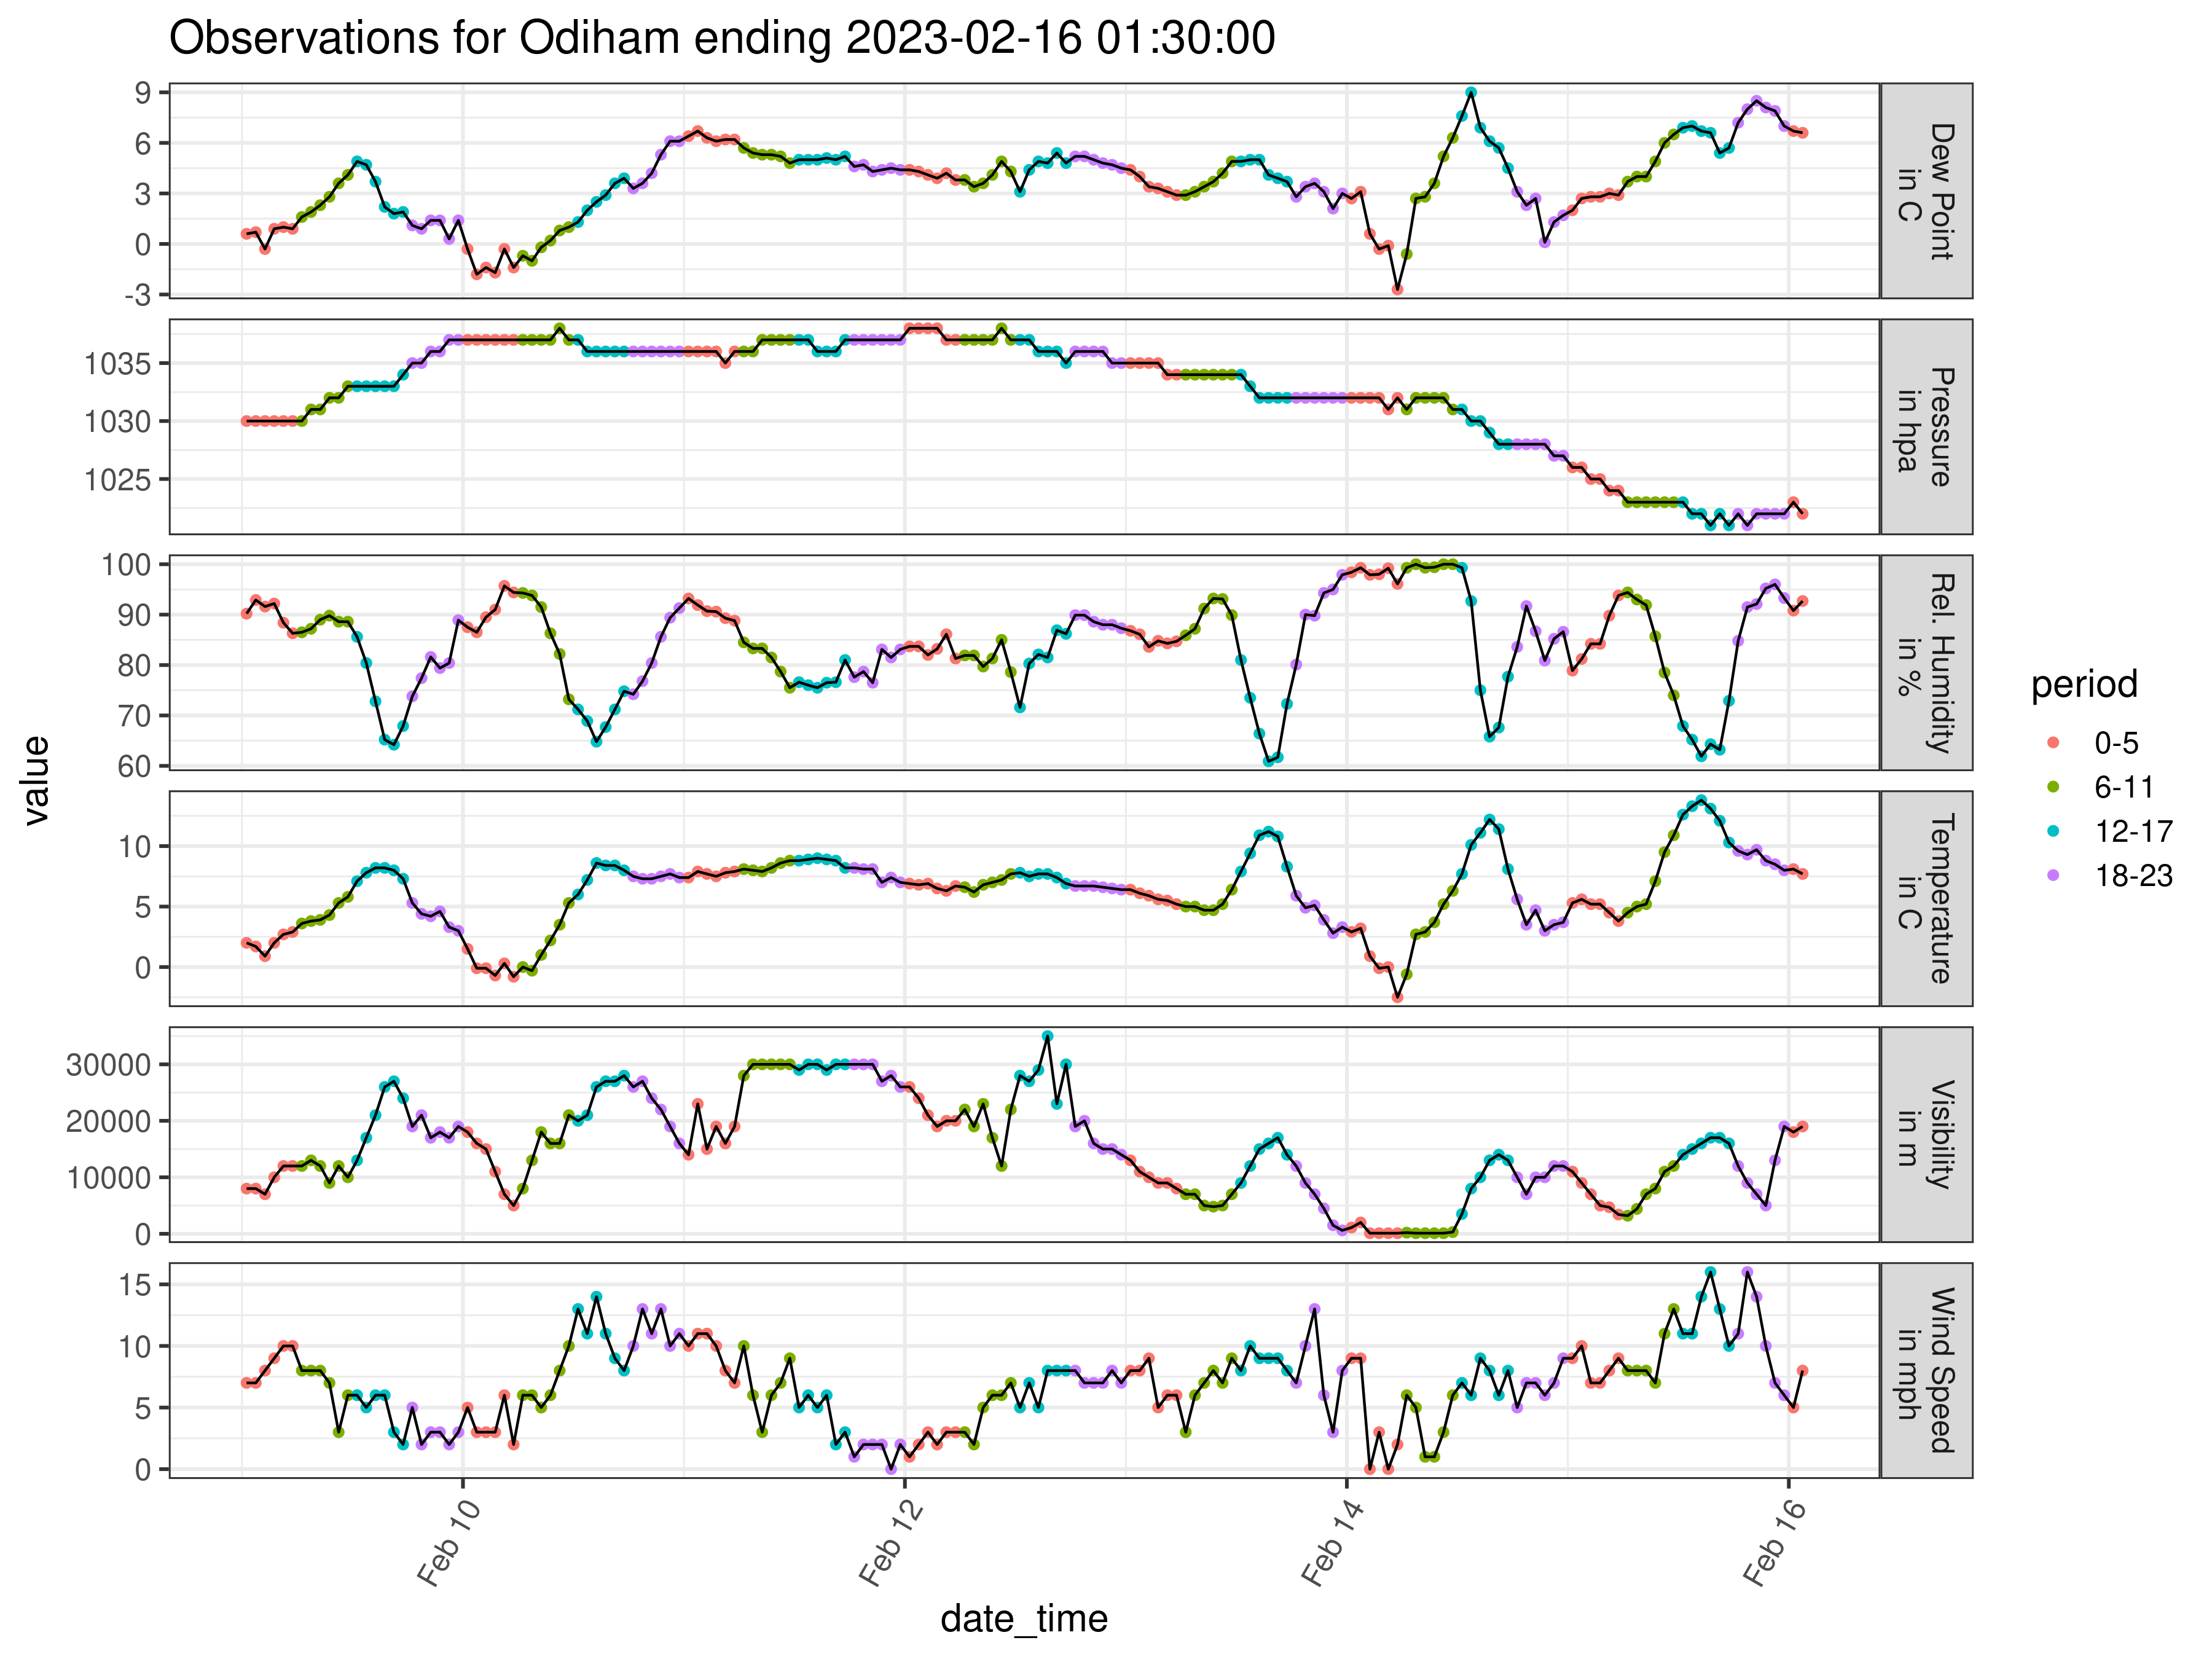 Observations for Odiham ending 2023-02-16 01:30:00
value
9
6
3
0
-3
Dew Point
in C
1035
1030
1025
Pressure
in hpa
100
90
80
70
60
Rel. Humidity
in %
10
5
0
Temperature
in C
30000
20000
10000
0
Visibility
in m
15
10
5
0
Wind Speed
in mph
Feb 10
Feb 12
Feb 14
Feb 16
date_time
period
0-5
6-11
12-17
18-23